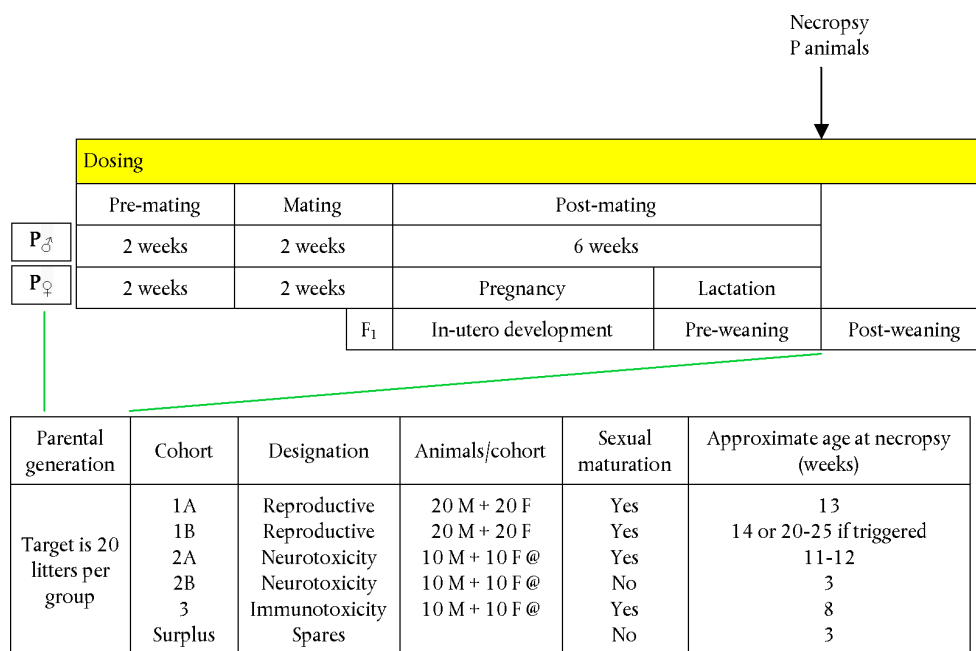 Necropsy
P animals
Dosing
Pre-mating Mating Post-mating
P♂ 2 weeks 2 weeks 6 weeks
P♀ 2 weeks 2 weeks Pregnancy Lactation
F₁ In-utero development Pre-weaning Post-weaning
Parental generation Cohort Designation Animals/cohort Sexual maturation Approximate age at necropsy (weeks)
Target is 20 litters per group
1A Reproductive 20 M + 20 F Yes 13
1B Reproductive 20 M + 20 F Yes 14 or 20-25 if triggered
2A Neurotoxicity 10 M + 10 F @ Yes 11-12
2B Neurotoxicity 10 M + 10 F @ No 3
3 Immunotoxicity 10 M + 10 F @ Yes 8
Surplus Spares No 3